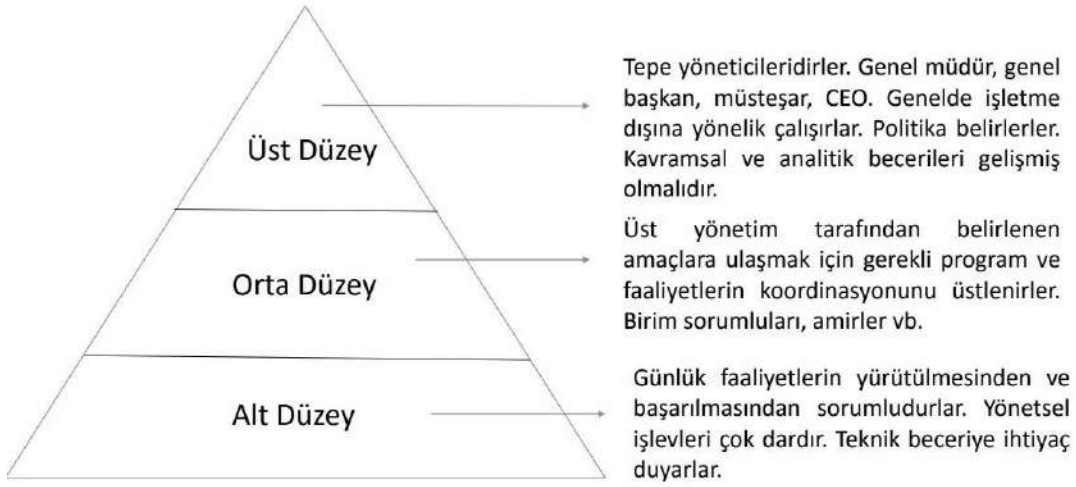 Üst Düzey
Tepe yöneticileridirler. Genel müdür, genel
başkan, müsteşar, CEO. Genelde işletme
dışına yönelik çalışırlar. Politika belirlerler.
Kavramsal ve analitik becerileri gelişmiş
olmalıdır.
Orta Düzey
Üst yönetim tarafından belirlenen
amaçlara ulaşmak için gerekli program ve
faaliyetlerin koordinasyonunu üstlenirler.
Birim sorumluları, amirler vb.
Alt Düzey
Günlük faaliyetlerin yürütülmesinden ve
başarılmasından sorumludurlar. Yönetsel
işlevleri çok dardır. Teknik beceriye ihtiyaç
duyarlar.